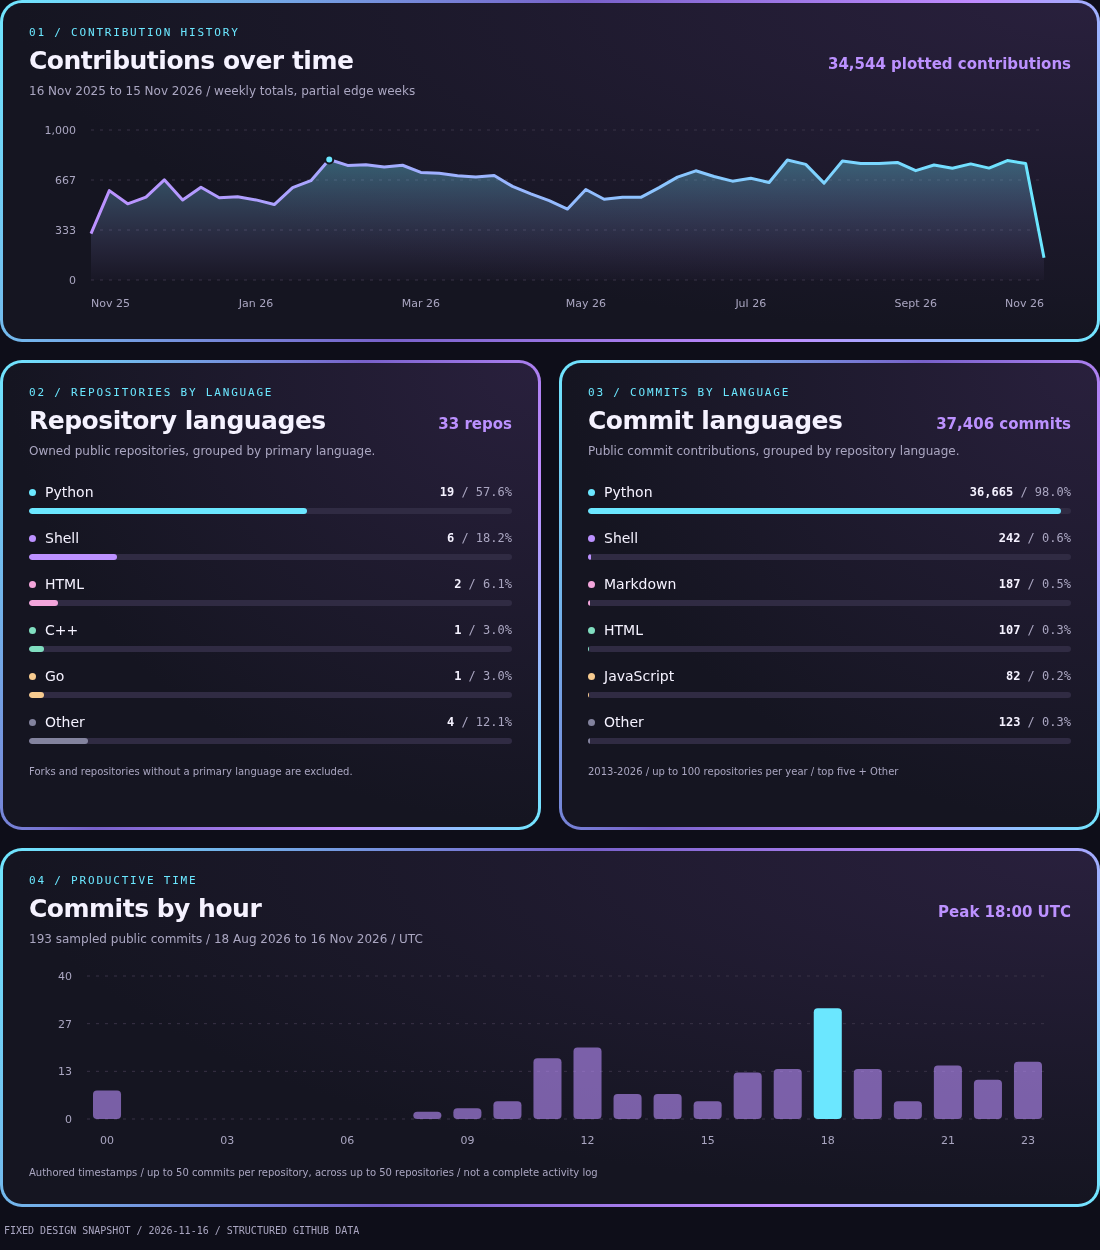 01 / CONTRIBUTION HISTORY
Contributions over time
34,544 plotted contributions
16 Nov 2025 to 15 Nov 2026 / weekly totals, partial edge weeks
1,000
667
333
0
Nov 25 Jan 26 Mar 26 May 26 Jul 26 Sept 26 Nov 26
02 / REPOSITORIES BY LANGUAGE
Repository languages
33 repos
Owned public repositories, grouped by primary language.
Python 19 / 57.6%
Shell 6 / 18.2%
HTML 2 / 6.1%
C++ 1 / 3.0%
Go 1 / 3.0%
Other 4 / 12.1%
Forks and repositories without a primary language are excluded.
03 / COMMITS BY LANGUAGE
Commit languages
37,406 commits
Public commit contributions, grouped by repository language.
Python 36,665 / 98.0%
Shell 242 / 0.6%
Markdown 187 / 0.5%
HTML 107 / 0.3%
JavaScript 82 / 0.2%
Other 123 / 0.3%
2013-2026 / up to 100 repositories per year / top five + Other
04 / PRODUCTIVE TIME
Commits by hour
Peak 18:00 UTC
193 sampled public commits / 18 Aug 2026 to 16 Nov 2026 / UTC
40
27
13
0
00 03 06 09 12 15 18 21 23
Authored timestamps / up to 50 commits per repository, across up to 50 repositories / not a complete activity log
FIXED DESIGN SNAPSHOT / 2026-11-16 / STRUCTURED GITHUB DATA